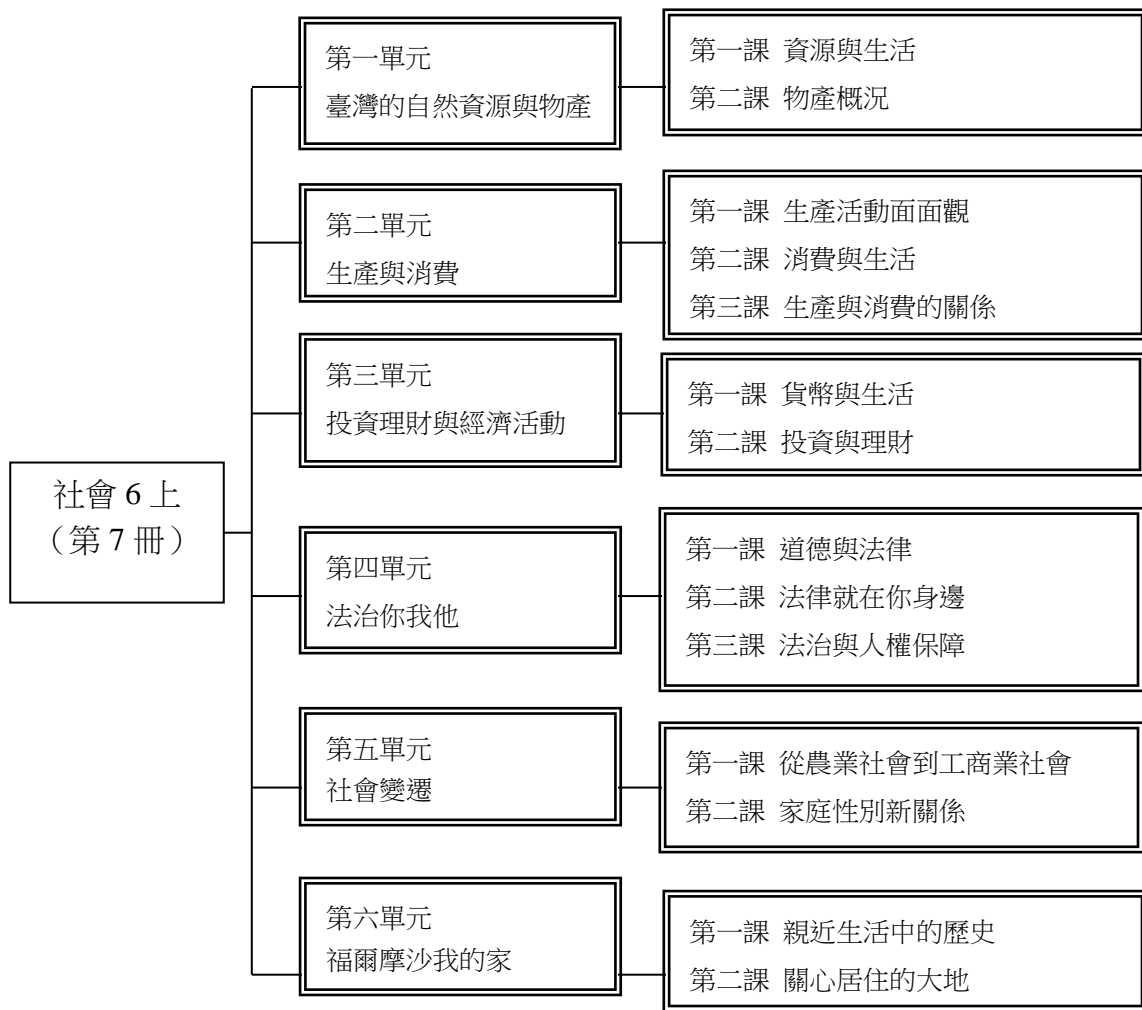 社會 6 上
（第 7 冊）
第一單元
臺灣的自然資源與物產
第一課 資源與生活
第二課 物產概況
第二單元
生產與消費
第一課 生產活動面面觀
第二課 消費與生活
第三課 生產與消費的關係
第三單元
投資理財與經濟活動
第一課 貨幣與生活
第二課 投資與理財
第四單元
法治你我他
第一課 道德與法律
第二課 法律就在你身邊
第三課 法治與人權保障
第五單元
社會變遷
第一課 從農業社會到工商業社會
第二課 家庭性別新關係
第六單元
福爾摩沙我的家
第一課 親近生活中的歷史
第二課 關心居住的大地